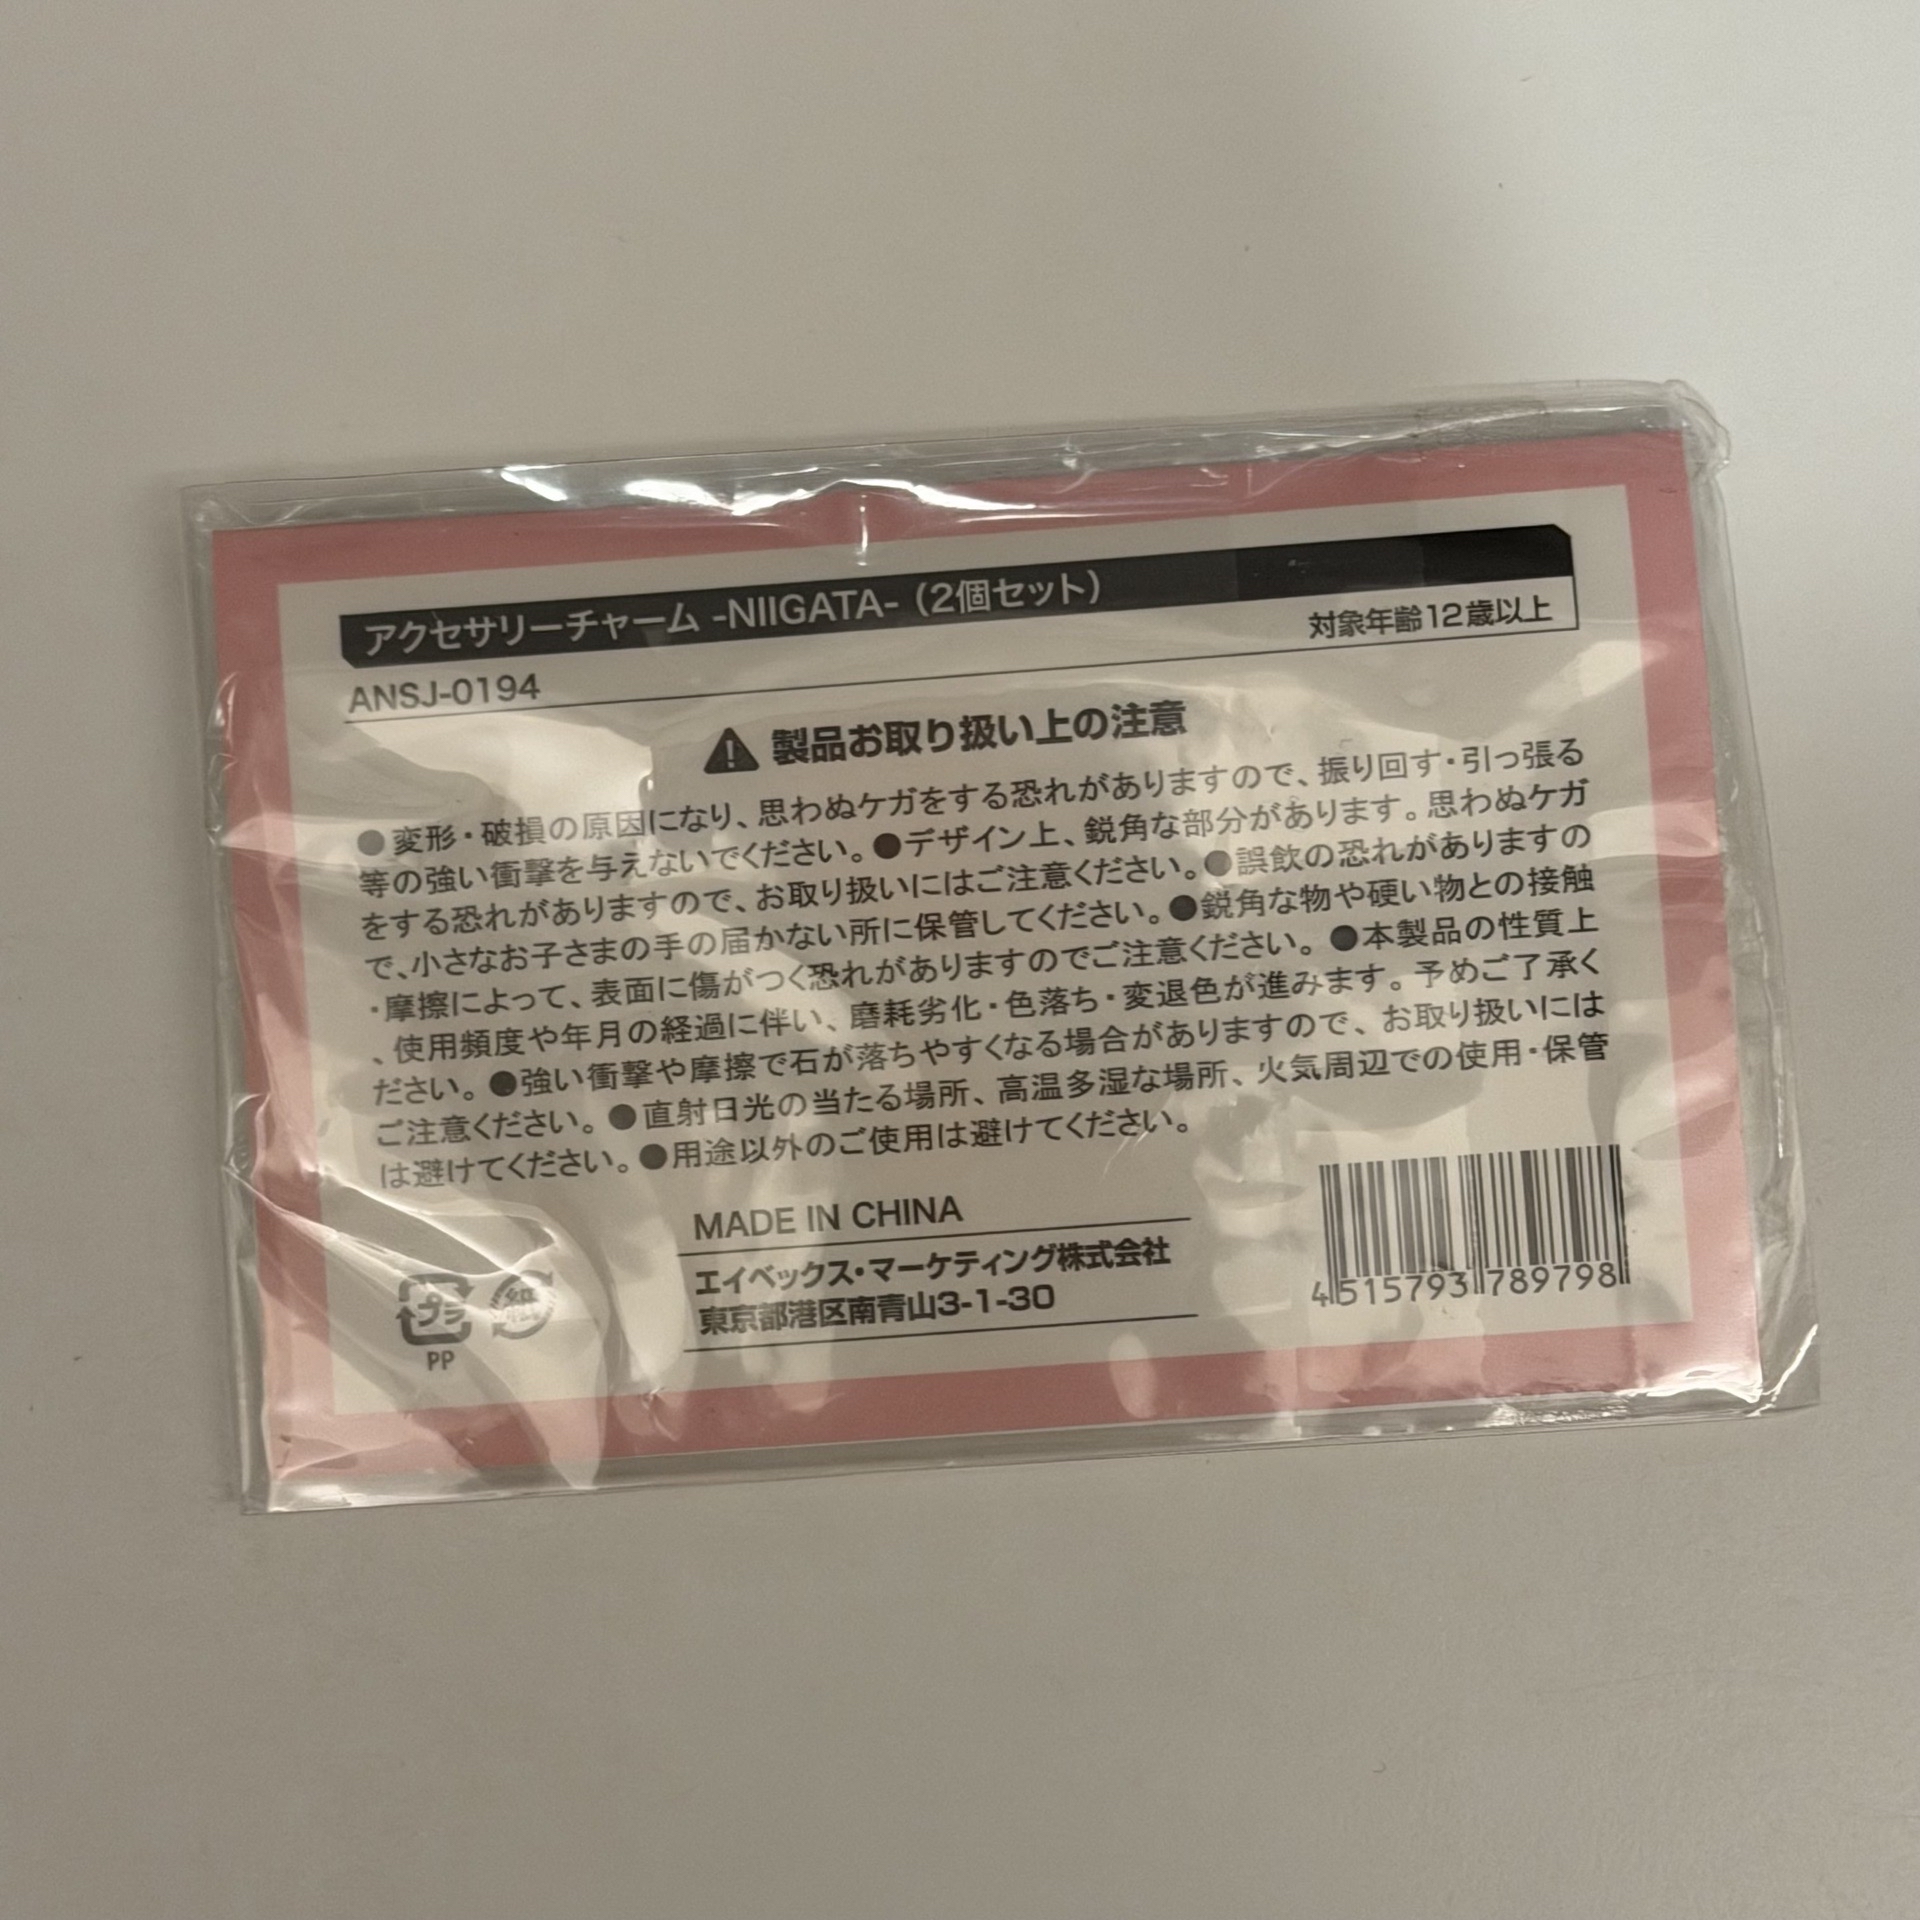 アクセサリーチャーム -NIIGATA-（2個セット）
対象年齢12歳以上
ANSJ-0194
製品お取り扱い上の注意
●変形・破損の原因になり、思わぬケガをする恐れがありますので、振り回す・引っ張る
等の強い衝撃を与えないでください。●デザイン上、鋭角な部分があります。思わぬケガ
をする恐れがありますので、お取り扱いにはご注意ください。●誤飲の恐れがありますの
で、小さなお子さまの手の届かない所に保管してください。●鋭角な物や硬い物との接触
・摩擦によって、表面に傷がつく恐れがありますのでご注意ください。●本製品の性質上
、使用頻度や年月の経過に伴い、磨耗劣化・色落ち・変退色が進みます。予めご了承く
ださい。●強い衝撃や摩擦で石が落ちやすくなる場合がありますので、お取り扱いには
ご注意ください。●直射日光の当たる場所、高温多湿な場所、火気周辺での使用・保管
は避けてください。●用途以外のご使用は避けてください。
MADE IN CHINA
エイベックス・マーケティング株式会社
東京都港区南青山3-1-30
プラ
PP
紙
4515793789798